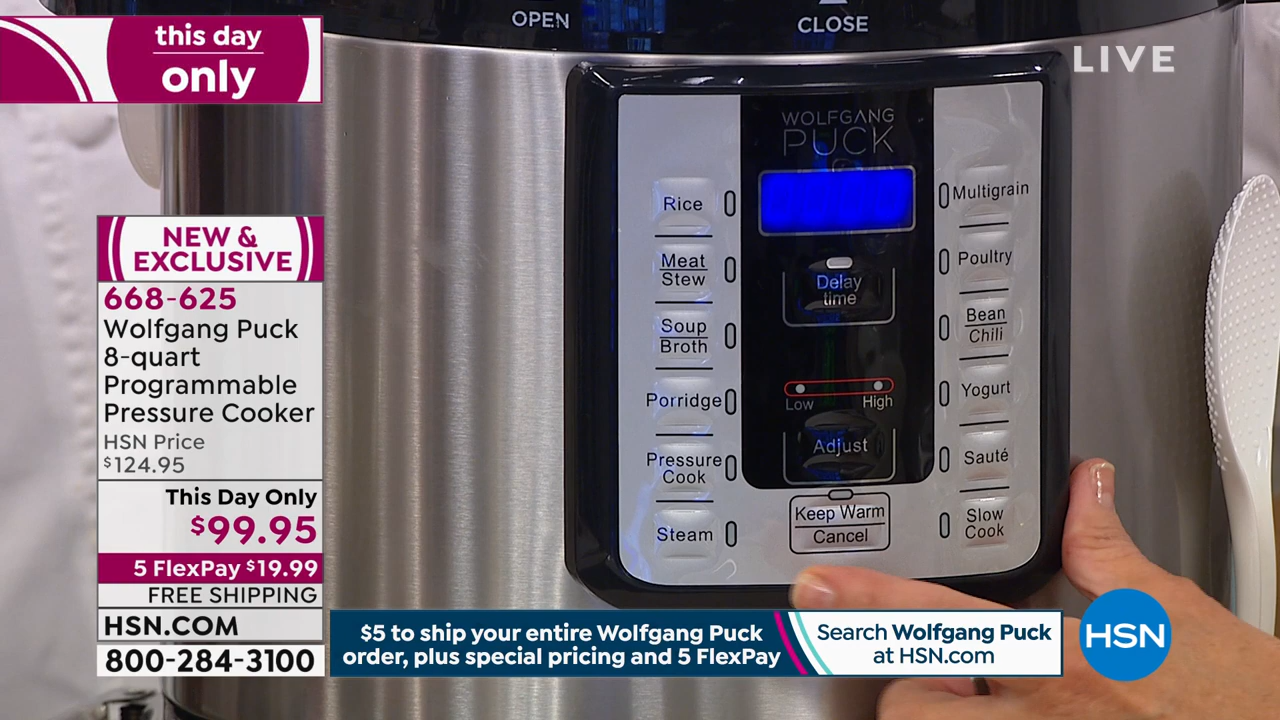 OPEN
CLOSE
LIVE
this day
only
NEW &
EXCLUSIVE
668-625
Wolfgang Puck
8-quart
Programmable
Pressure Cooker
HSN Price
$124.95
This Day Only
$99.95
5 FlexPay $19.99
FREE SHIPPING
HSN.COM
800-284-3100
WOLFGANG
PUCK
Rice
Meat
Stew
Soup
Broth
Porridge
Pressure
Cook
Steam
Delay
time
Low High
Adjust
Keep Warm
Cancel
Multigrain
Poultry
Bean
Chili
Yogurt
Sauté
Slow
Cook
$5 to ship your entire Wolfgang Puck
order, plus special pricing and 5 FlexPay
Search Wolfgang Puck
at HSN.com
HSN